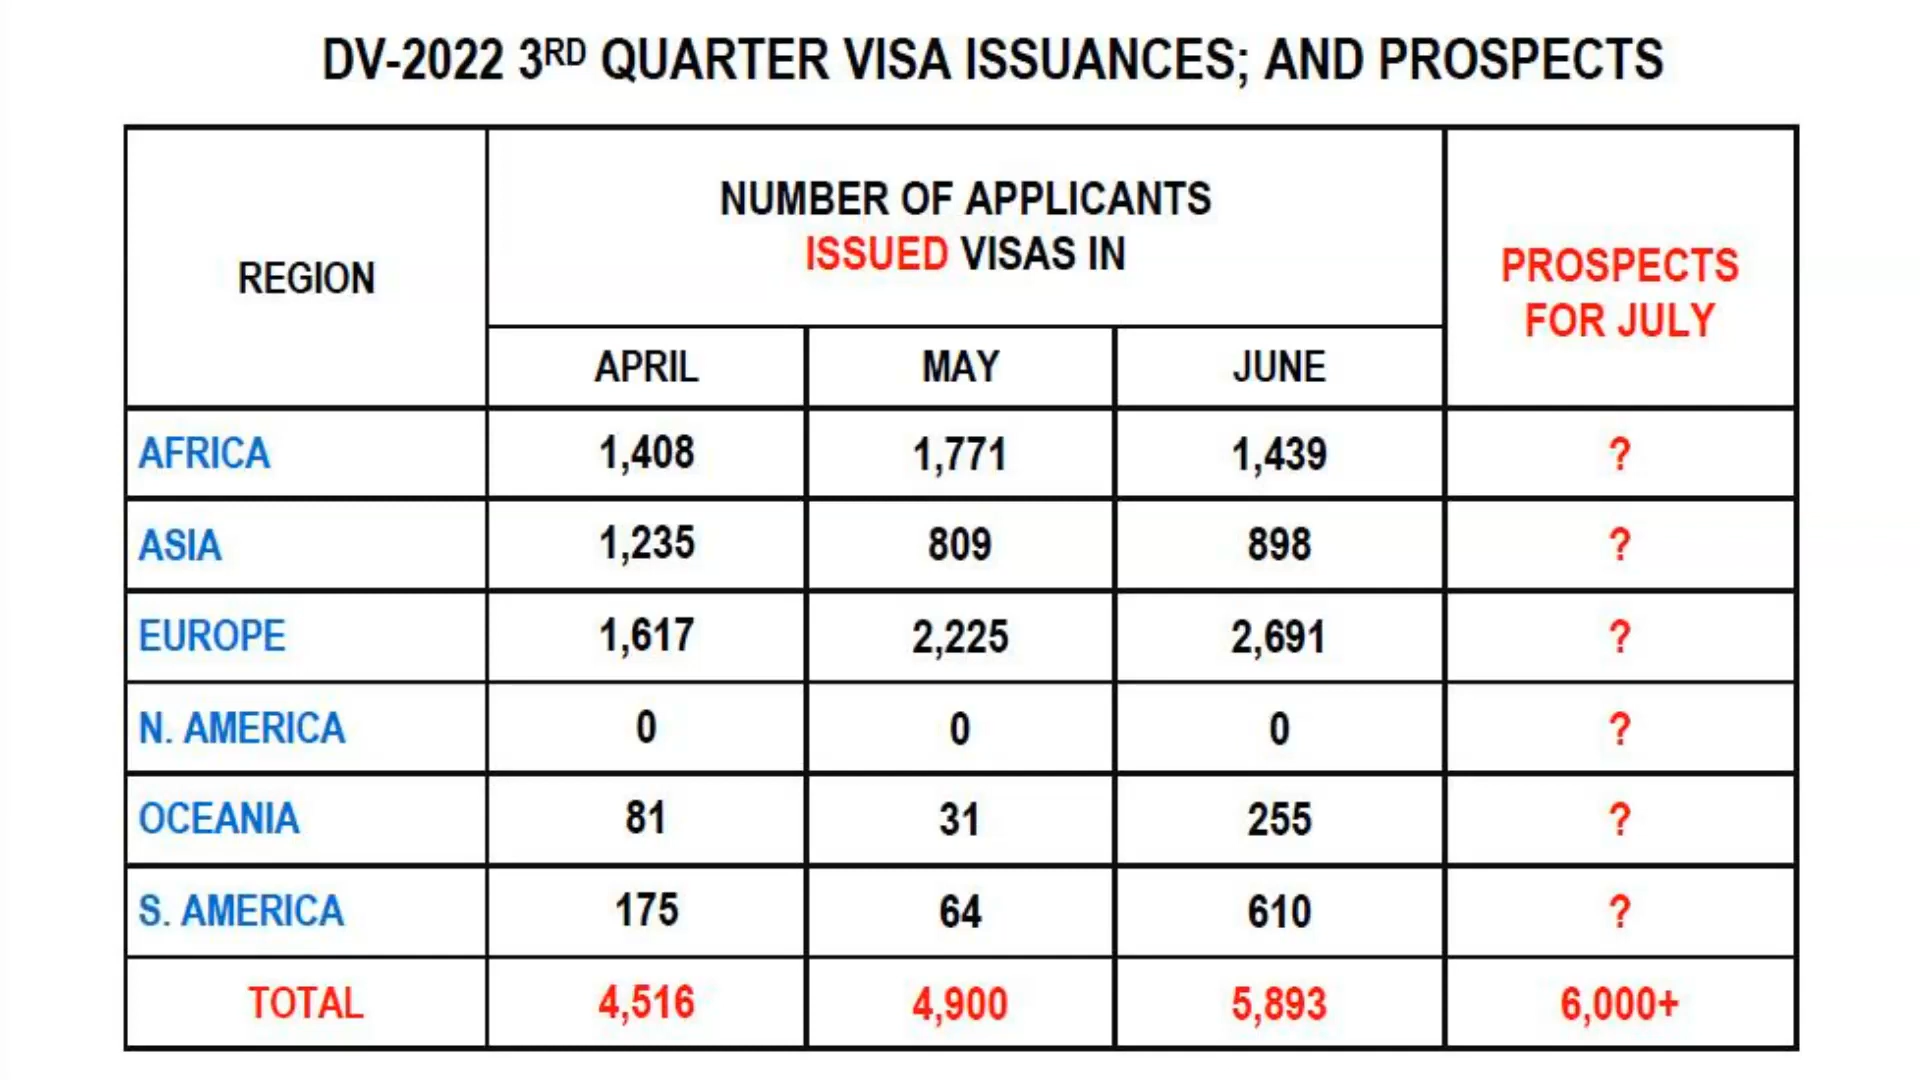 DV-2022 3RD QUARTER VISA ISSUANCES; AND PROSPECTS
REGION
NUMBER OF APPLICANTS
ISSUED VISAS IN
PROSPECTS
FOR JULY
APRIL MAY JUNE
AFRICA 1,408 1,771 1,439 ?
ASIA 1,235 809 898 ?
EUROPE 1,617 2,225 2,691 ?
N. AMERICA 0 0 0 ?
OCEANIA 81 31 255 ?
S. AMERICA 175 64 610 ?
TOTAL 4,516 4,900 5,893 6,000+